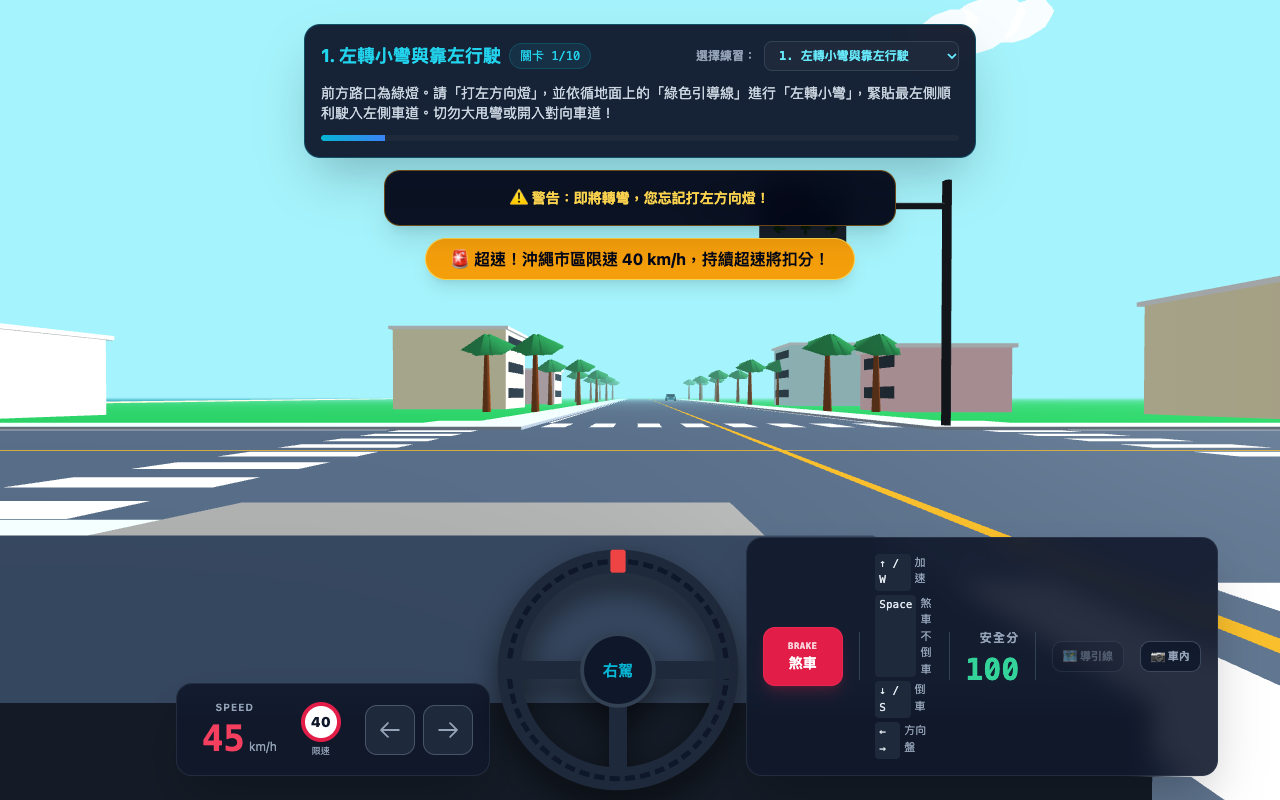 1. 左轉小彎與靠左行駛
關卡 1/10
選擇練習：
1. 左轉小彎與靠左行駛
前方路口為綠燈。請「打左方向燈」，並依循地面上的「綠色引導線」進行「左轉小彎」，緊貼最左側順
利駛入左側車道。切勿大甩彎或開入對向車道！
⚠️ 警告：即將轉彎，您忘記打左方向燈！
🚨 超速！沖繩市區限速 40 km/h，持續超速將扣分！
SPEED
45 km/h
40
限速
←
→
右駕
BRAKE
煞車
↑ /
W
加
速
Space
煞
車
不
倒
車
↓ /
S
倒
車
←
→
方向
盤
安全分
100
🗺️ 導引線
📷 車內